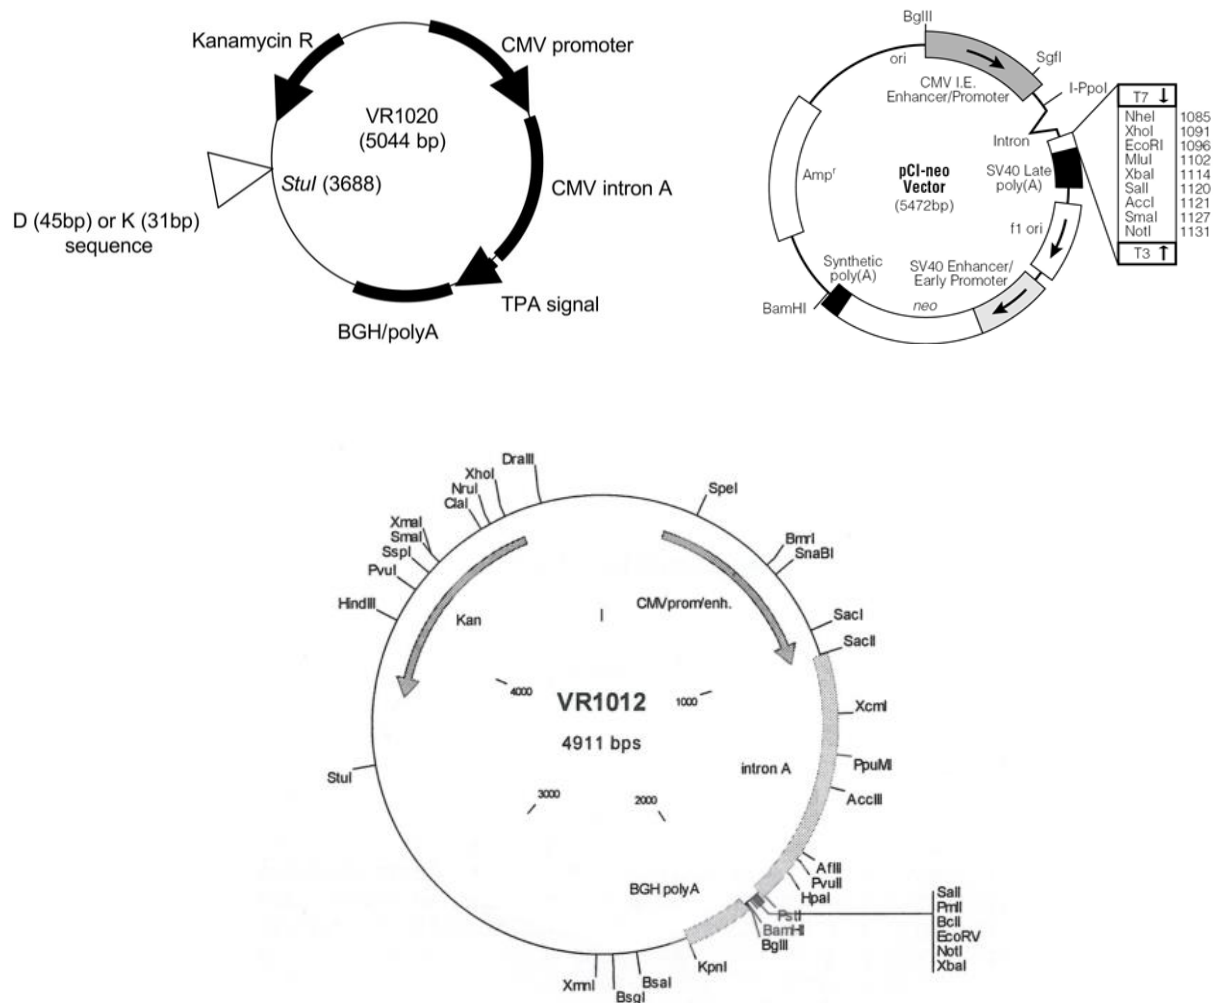 Kanamycin R
CMV promoter
VR1020
(5044 bp)
StuI (3688)
CMV intron A
D (45bp) or K (31bp)
sequence
TPA signal
BGH/polyA
BglII
ori
SgfI
CMV I.E.
Enhancer/Promoter
I-PpoI
Intron
T7 ↓
NheI 1085
XhoI 1091
EcoRI 1096
MluI 1102
XbaI 1114
SalI 1120
AccI 1121
SmaI 1127
NotI 1131
T3 ↑
Ampr
pCI-neo
Vector
(5472bp)
SV40 Late
poly(A)
f1 ori
Synthetic
poly(A)
SV40 Enhancer/
Early Promoter
neo
BamHI
DraIII
XhoI
NruI
ClaI
XmaI
SmaI
SspI
PvuI
HindIII
SpeI
BmrI
SnaBI
SacI
SacII
Kan
CMVprom/enh.
I
4000
VR1012
1000
4911 bps
XcmI
PpuMI
AccIII
intron A
StuI
3000
2000
AflII
PvuII
HpaI
BGH polyA
PstI
BamHI
BglII
KpnI
SalI
PmlI
BclI
EcoRV
NotI
XbaI
BsaI
BsgI
XmnI